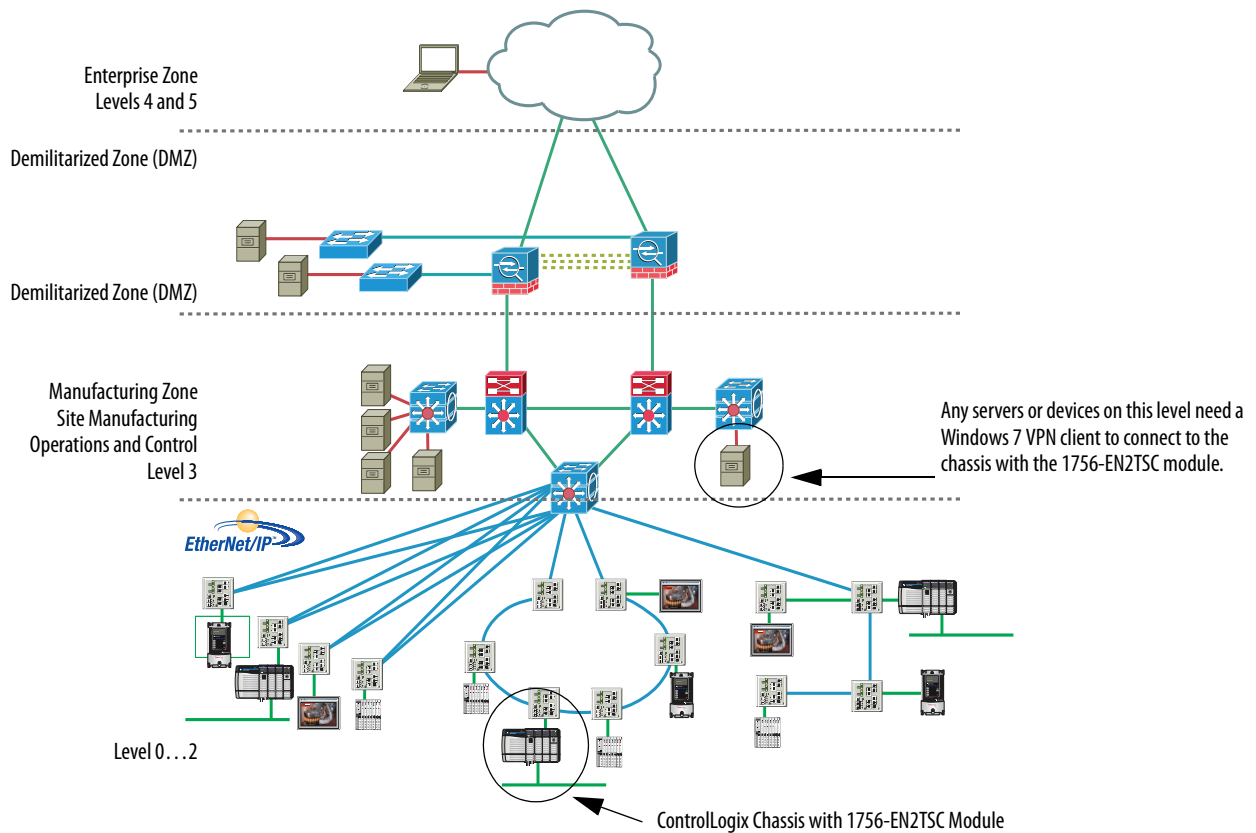 Enterprise Zone
Levels 4 and 5
Demilitarized Zone (DMZ)
Demilitarized Zone (DMZ)
Manufacturing Zone
Site Manufacturing
Operations and Control
Level 3
Any servers or devices on this level need a
Windows 7 VPN client to connect to the
chassis with the 1756-EN2TSC module.
EtherNet/IP™
Level 0…2
ControlLogix Chassis with 1756-EN2TSC Module